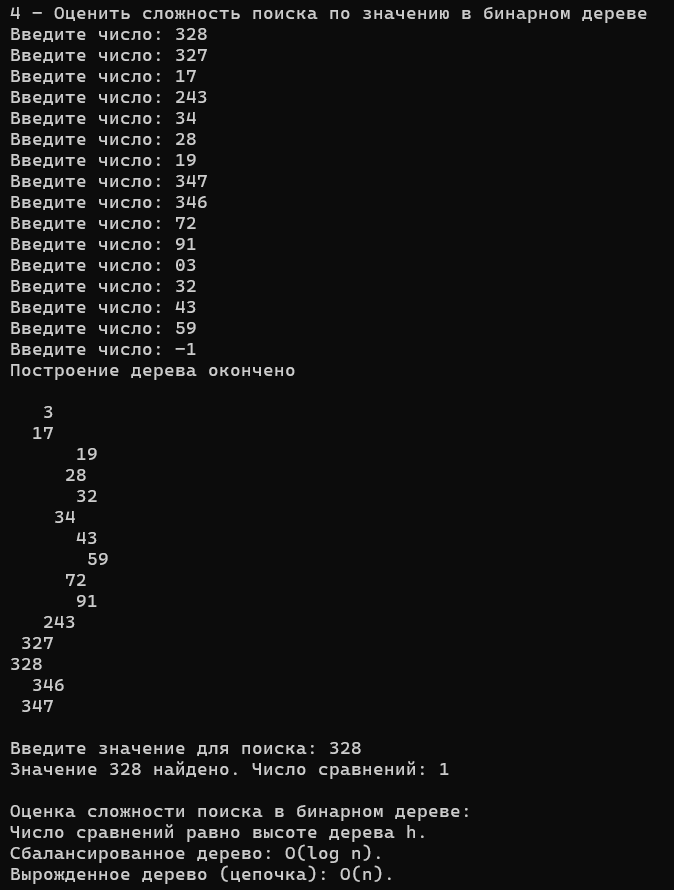 4 – Оценить сложность поиска по значению в бинарном дереве
Введите число: 328
Введите число: 327
Введите число: 17
Введите число: 243
Введите число: 34
Введите число: 28
Введите число: 19
Введите число: 347
Введите число: 346
Введите число: 72
Введите число: 91
Введите число: 03
Введите число: 32
Введите число: 43
Введите число: 59
Введите число: -1
Построение дерева окончено
3
17
19
28
32
34
43
59
72
91
243
327
328
346
347
Введите значение для поиска: 328
Значение 328 найдено. Число сравнений: 1
Оценка сложности поиска в бинарном дереве:
Число сравнений равно высоте дерева h.
Сбалансированное дерево: O(log n).
Вырожденное дерево (цепочка): O(n).